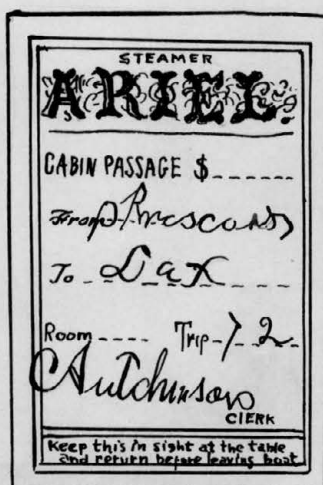 STEAMER
ARIEL.
CABIN PASSAGE $
From
To Lax
Room Trip 72
Hutchinson
CLERK
Keep this in sight at the table
and return before leaving boat